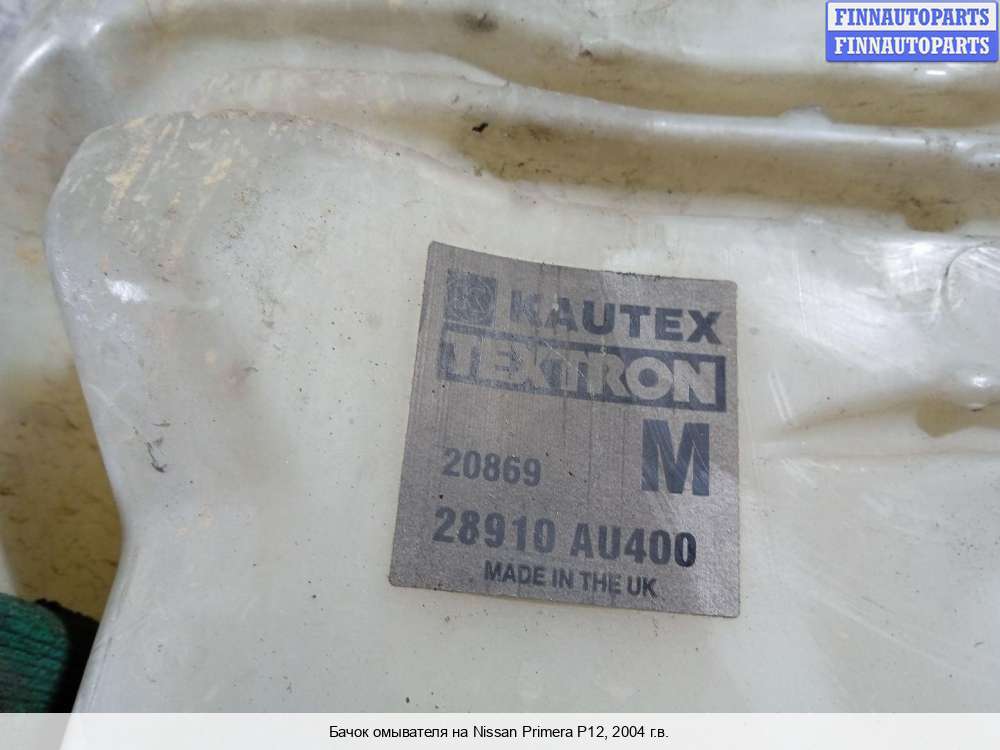 FINNAUTOPARTS
FINNAUTOPARTS
KAUTEX
TEXTRON
M
20869
28910 AU400
MADE IN THE UK
Бачок омывателя на Nissan Primera P12, 2004 г.в.